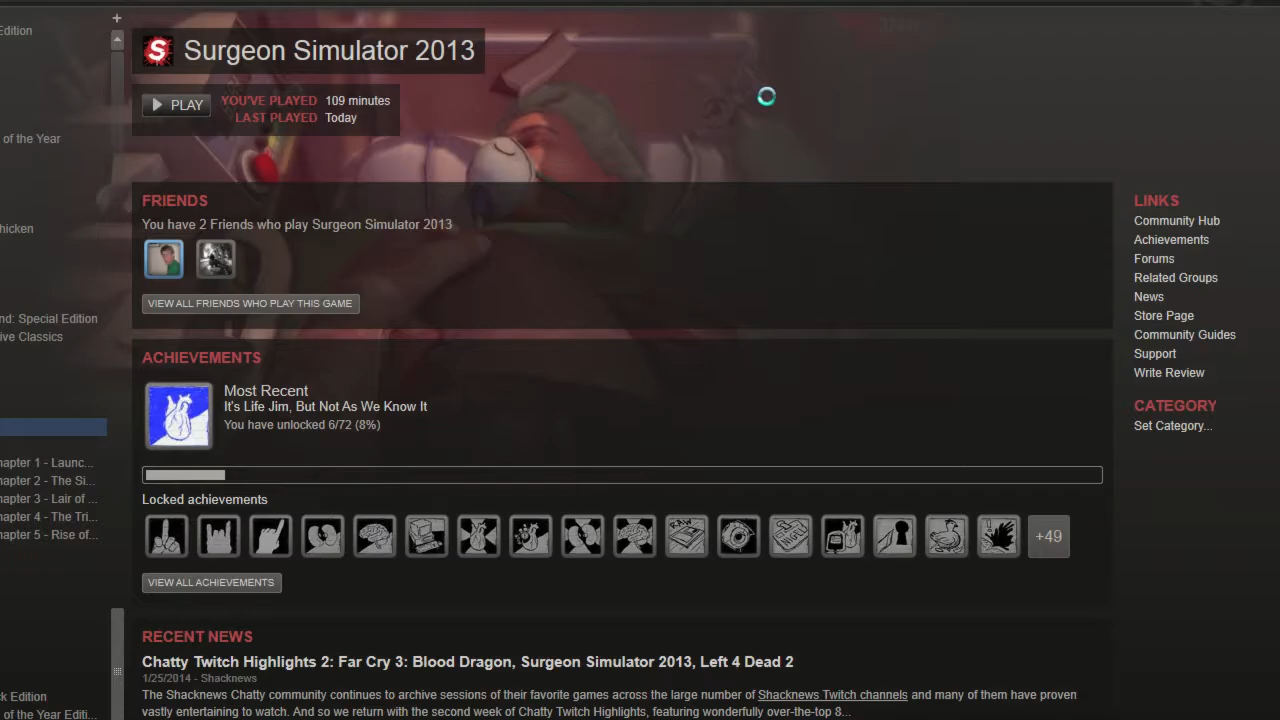 Edition
of the Year
hicken
nd: Special Edition
ive Classics
hapter 1 - Launc...
hapter 2 - The Si...
hapter 3 - Lair of ...
hapter 4 - The Tri...
hapter 5 - Rise of...
ck Edition
of the Year Editi...
+
S Surgeon Simulator 2013
PLAY
YOU'VE PLAYED 109 minutes
LAST PLAYED Today
FRIENDS
You have 2 Friends who play Surgeon Simulator 2013
VIEW ALL FRIENDS WHO PLAY THIS GAME
ACHIEVEMENTS
Most Recent
It's Life Jim, But Not As We Know It
You have unlocked 6/72 (8%)
Locked achievements
+49
VIEW ALL ACHIEVEMENTS
RECENT NEWS
Chatty Twitch Highlights 2: Far Cry 3: Blood Dragon, Surgeon Simulator 2013, Left 4 Dead 2
1/25/2014 - Shacknews
The Shacknews Chatty community continues to archive sessions of their favorite games across the large number of Shacknews Twitch channels and many of them have proven
vastly entertaining to watch. And so we return with the second week of Chatty Twitch Highlights, featuring wonderfully over-the-top 8...
LINKS
Community Hub
Achievements
Forums
Related Groups
News
Store Page
Community Guides
Support
Write Review
CATEGORY
Set Category...